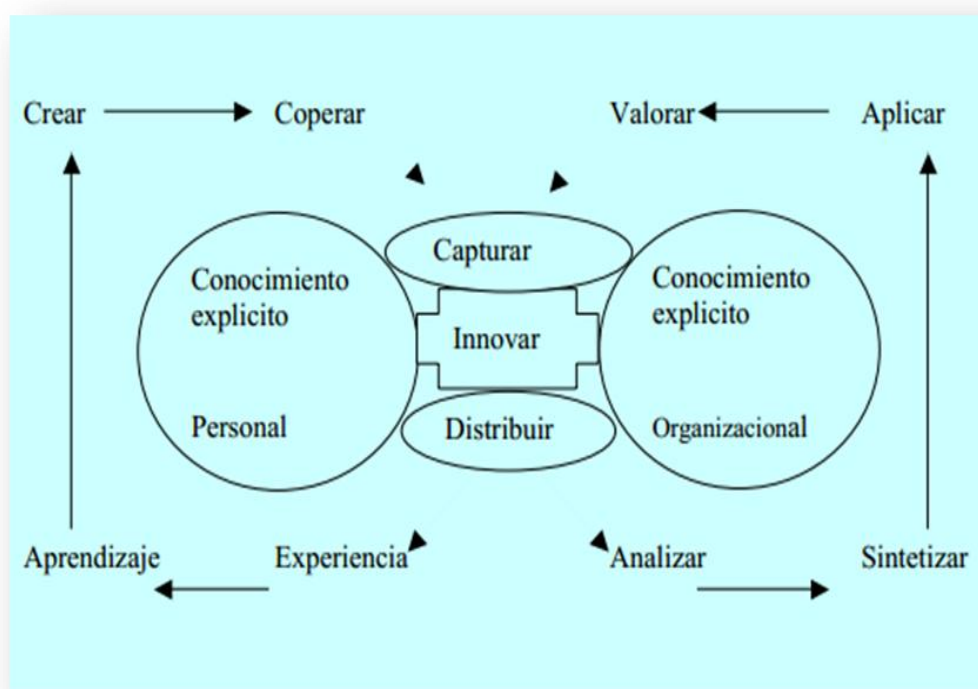 Crear
Coperar
Valorar
Aplicar
Capturar
Conocimiento
explicito
Conocimiento
explicito
Innovar
Personal
Distribuir
Organizacional
Aprendizaje
Experiencia
Analizar
Sintetizar